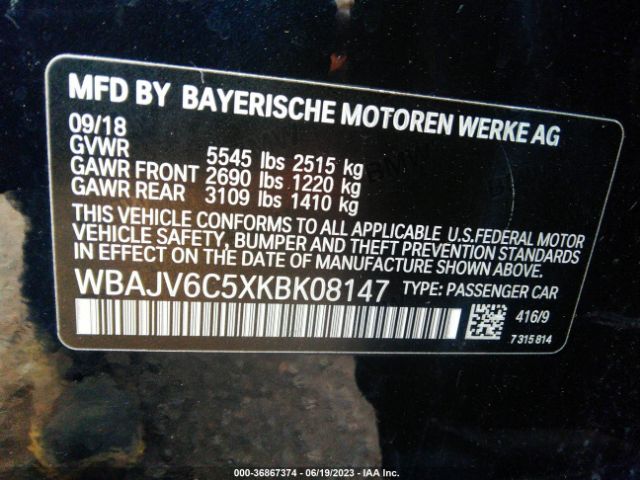 MFD BY BAYERISCHE MOTOREN WERKE AG
09/18
GVWR 5545 lbs 2515 kg
GAWR FRONT 2690 lbs 1220 kg
GAWR REAR 3109 lbs 1410 kg
THIS VEHICLE CONFORMS TO ALL APPLICABLE U.S.FEDERAL MOTOR
VEHICLE SAFETY, BUMPER AND THEFT PREVENTION STANDARDS
IN EFFECT ON THE DATE OF MANUFACTURE SHOWN ABOVE.
WBAJV6C5XKBK08147 TYPE: PASSENGER CAR
416/9
7 315 814
000-36867374 - 06/19/2023 - IAA Inc.